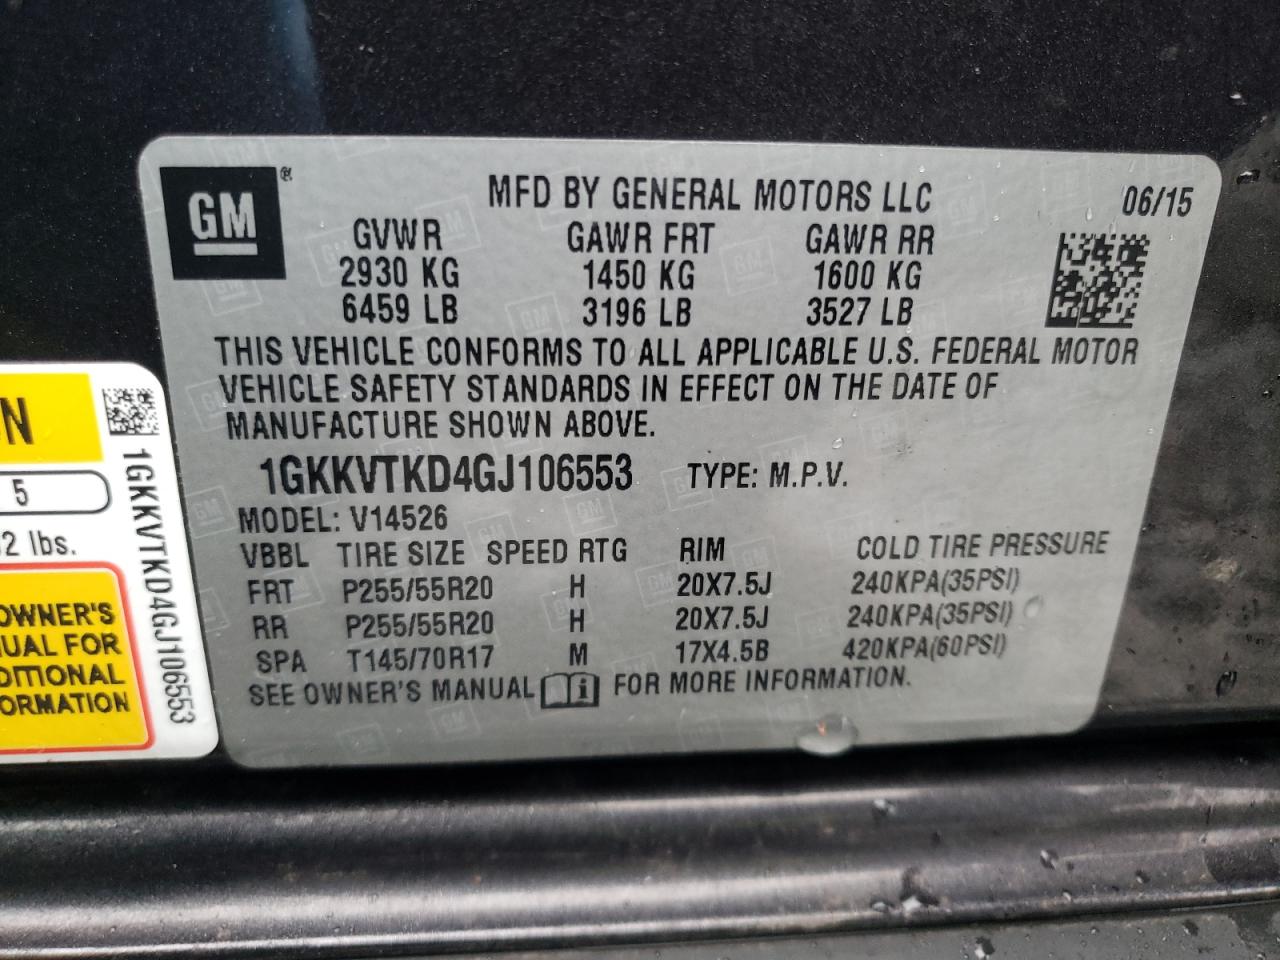 GM
®
MFD BY GENERAL MOTORS LLC
06/15
GVWR GAWR FRT GAWR RR
2930 KG 1450 KG 1600 KG
6459 LB 3196 LB 3527 LB
THIS VEHICLE CONFORMS TO ALL APPLICABLE U.S. FEDERAL MOTOR
VEHICLE SAFETY STANDARDS IN EFFECT ON THE DATE OF
MANUFACTURE SHOWN ABOVE.
1GKKVTKD4GJ106553 TYPE: M.P.V.
MODEL: V14526
VBBL TIRE SIZE SPEED RTG RIM COLD TIRE PRESSURE
FRT P255/55R20 H 20X7.5J 240KPA(35PSI)
RR P255/55R20 H 20X7.5J 240KPA(35PSI)
SPA T145/70R17 M 17X4.5B 420KPA(60PSI)
SEE OWNER'S MANUAL i FOR MORE INFORMATION.
5
lbs.
OWNER'S
UAL FOR
DITIONAL
ORMATION
1GKKVTKD4GJ106553